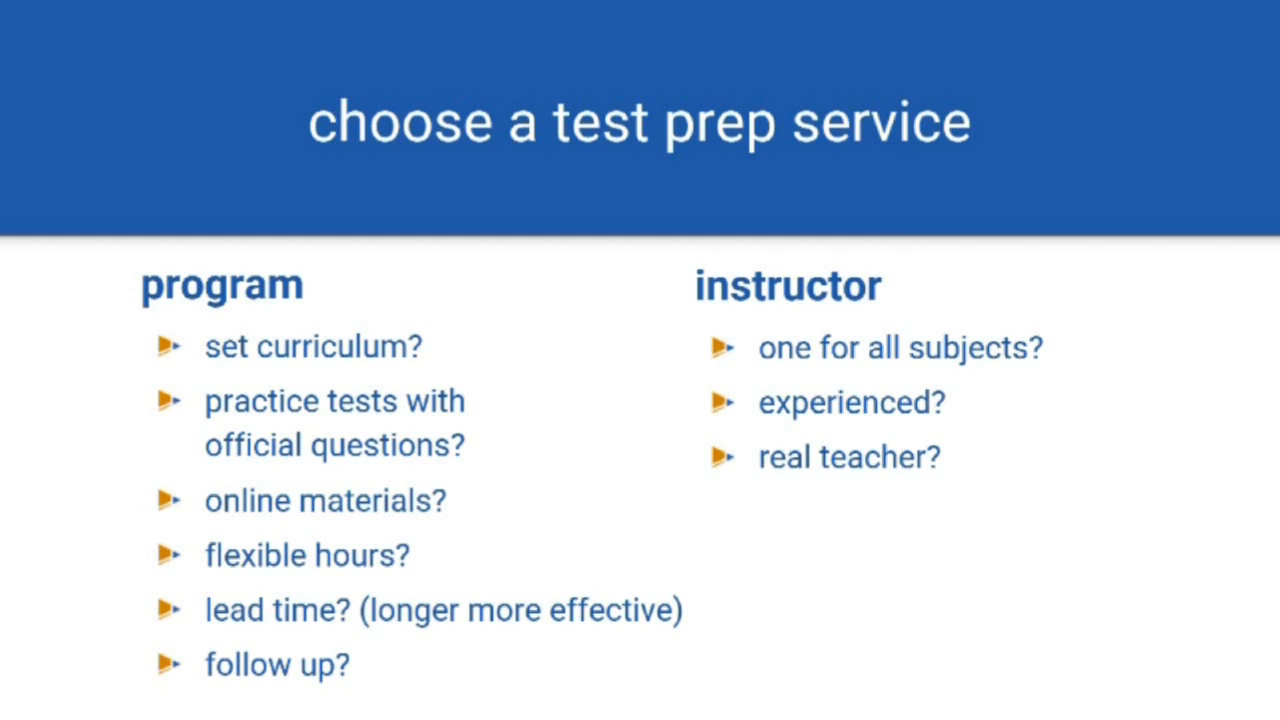 choose a test prep service
program
set curriculum?
practice tests with
official questions?
online materials?
flexible hours?
lead time? (longer more effective)
follow up?
instructor
one for all subjects?
experienced?
real teacher?